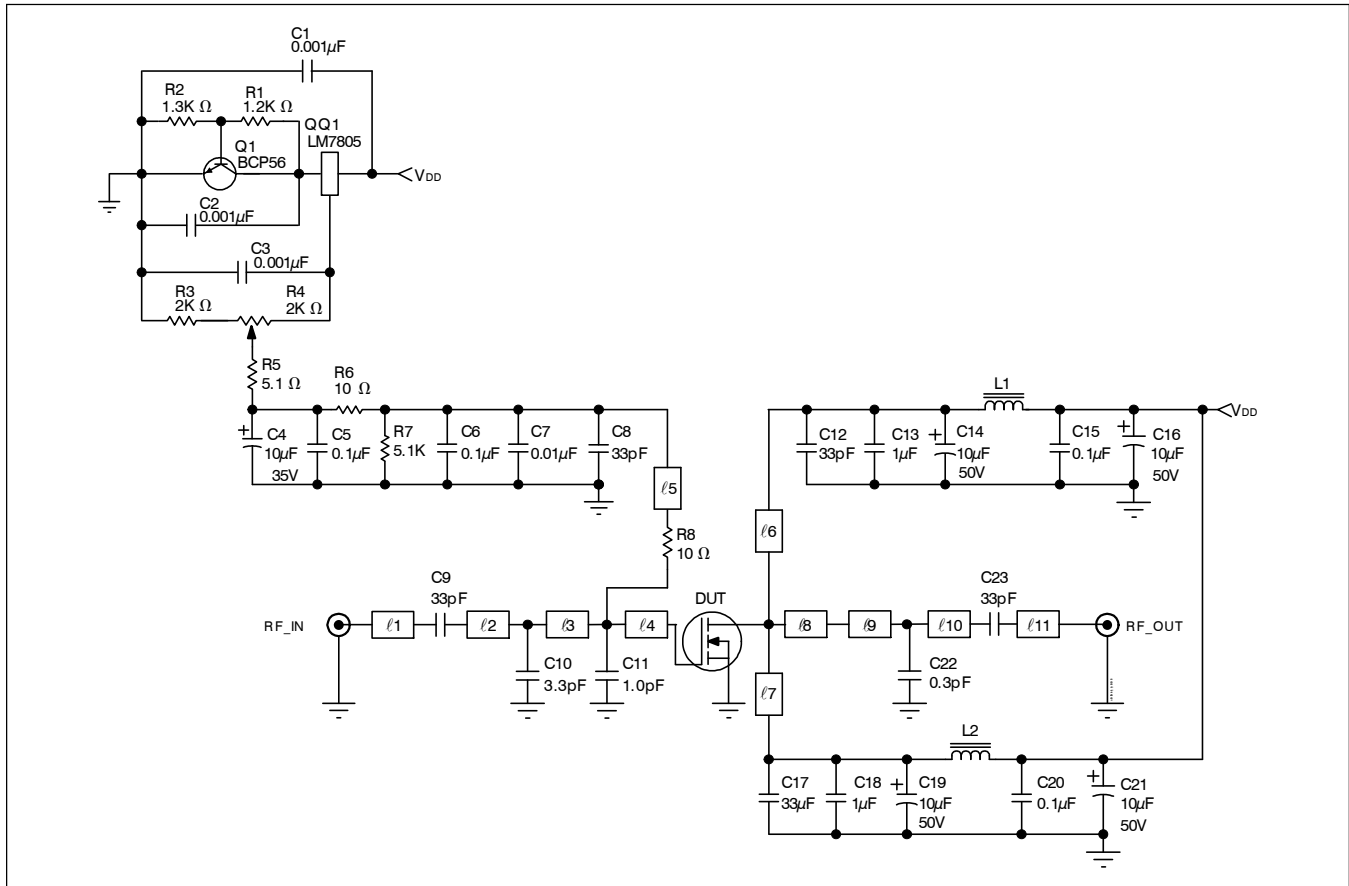 C1
0.001µF
R2
1.3K Ω
R1
1.2K Ω
QQ1
LM7805
Q1
BCP56
VDD
C2
0.001µF
C3
0.001µF
R3
2K Ω
R4
2K Ω
R5
5.1 Ω
R6
10 Ω
L1
VDD
+
C4
10µF
35V
C5
0.1µF
R7
5.1K
C6
0.1µF
C7
0.01µF
C8
33pF
C12
33pF
C13
1µF
+
C14
10µF
50V
C15
0.1µF
+
C16
10µF
50V
ℓ5
ℓ6
R8
10 Ω
C9
33pF
DUT
C23
33pF
RF_IN
ℓ1
ℓ2
ℓ3
ℓ4
ℓ8
ℓ9
ℓ10
ℓ11
RF_OUT
C10
3.3pF
C11
1.0pF
C22
0.3pF
ℓ7
L2
C17
33µF
C18
1µF
+
C19
10µF
50V
C20
0.1µF
+
C21
10µF
50V